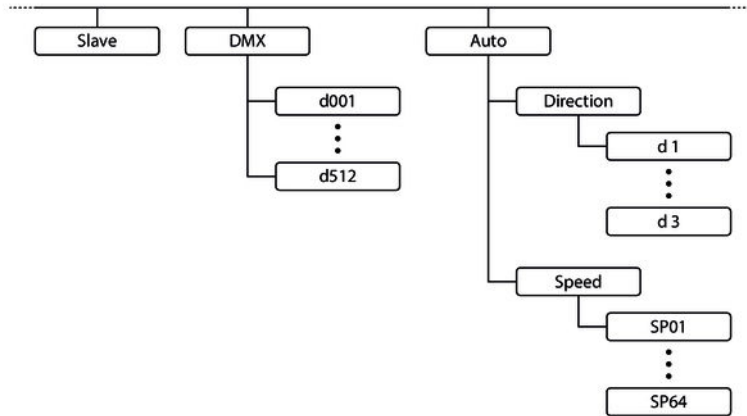 Slave
DMX
Auto
d001
Direction
d 1
d512
d 3
Speed
SP01
SP64